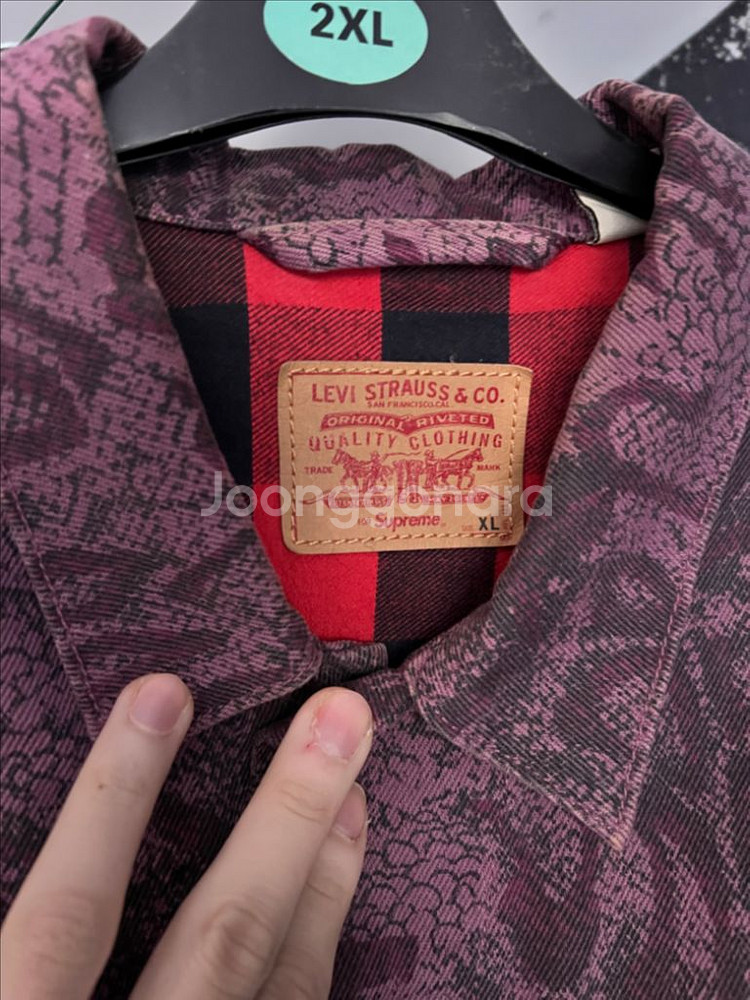 2XL
LEVI STRAUSS & CO.
SAN FRANCISCO, CAL.
ORIGINAL RIVETED
QUALITY CLOTHING
TRADE MARK
Joonggonara
Supreme XL